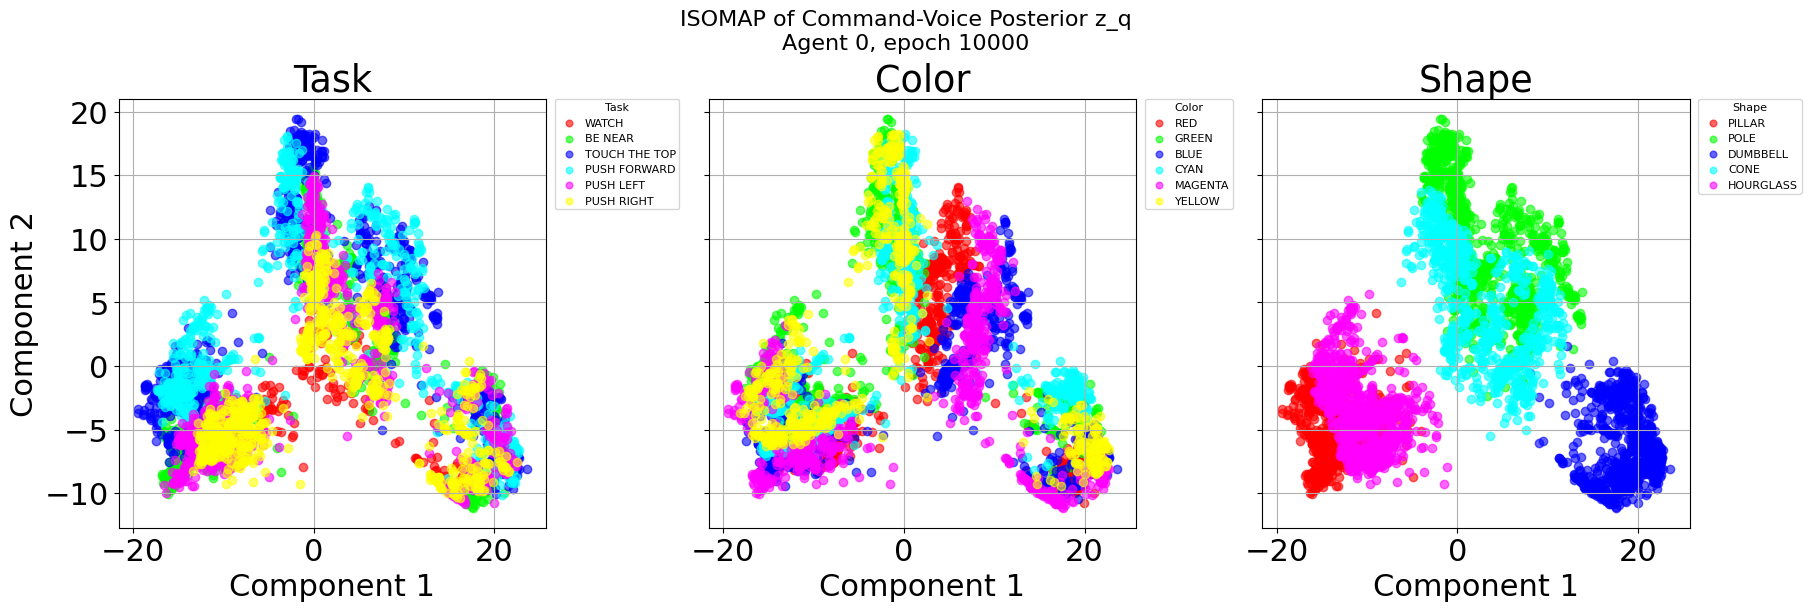 ISOMAP of Command-Voice Posterior z_q
Agent 0, epoch 10000
Task
Color
Shape
Task
WATCH
BE NEAR
TOUCH THE TOP
PUSH FORWARD
PUSH LEFT
PUSH RIGHT
Color
RED
GREEN
BLUE
CYAN
MAGENTA
YELLOW
Shape
PILLAR
POLE
DUMBBELL
CONE
HOURGLASS
Component 2
20
15
10
5
0
−5
−10
−20 0 20
−20 0 20
−20 0 20
Component 1
Component 1
Component 1